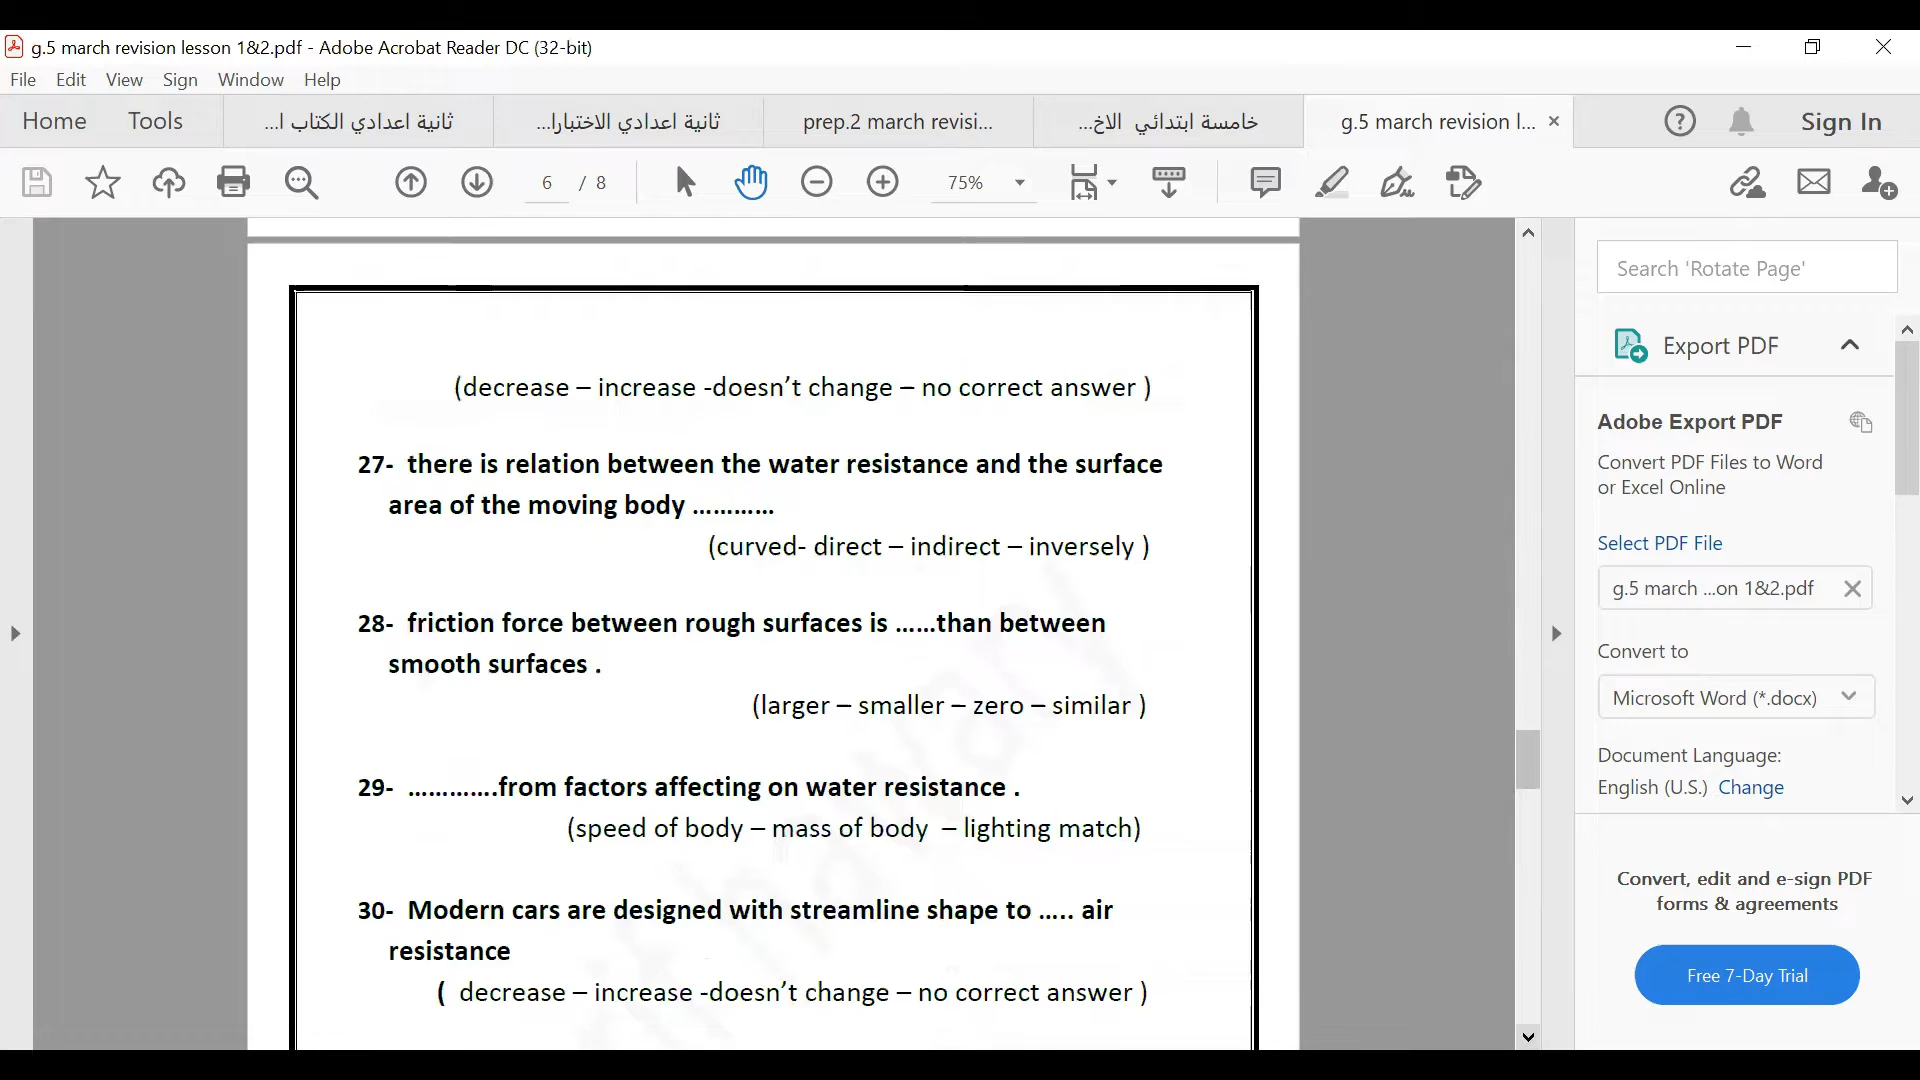 g.5 march revision lesson 1&2.pdf - Adobe Acrobat Reader DC (32-bit)
File Edit View Sign Window Help
Home Tools ثانية اعدادي الكتاب ا... ثانية اعدادي الاختبارا... prep.2 march revisi... خامسة ابتدائي الاخ... g.5 march revision l... × ? Sign In
6 / 8 75%
Search 'Rotate Page'
Export PDF
(decrease – increase -doesn't change – no correct answer )
27- there is relation between the water resistance and the surface
area of the moving body …………
(curved- direct – indirect – inversely )
28- friction force between rough surfaces is ……than between
smooth surfaces .
(larger – smaller – zero – similar )
29- ………….from factors affecting on water resistance .
(speed of body – mass of body – lighting match)
30- Modern cars are designed with streamline shape to ….. air
resistance
( decrease – increase -doesn't change – no correct answer )
Adobe Export PDF
Convert PDF Files to Word
or Excel Online
Select PDF File
g.5 march ...on 1&2.pdf
Convert to
Microsoft Word (*.docx)
Document Language:
English (U.S.) Change
Convert, edit and e-sign PDF
forms & agreements
Free 7-Day Trial